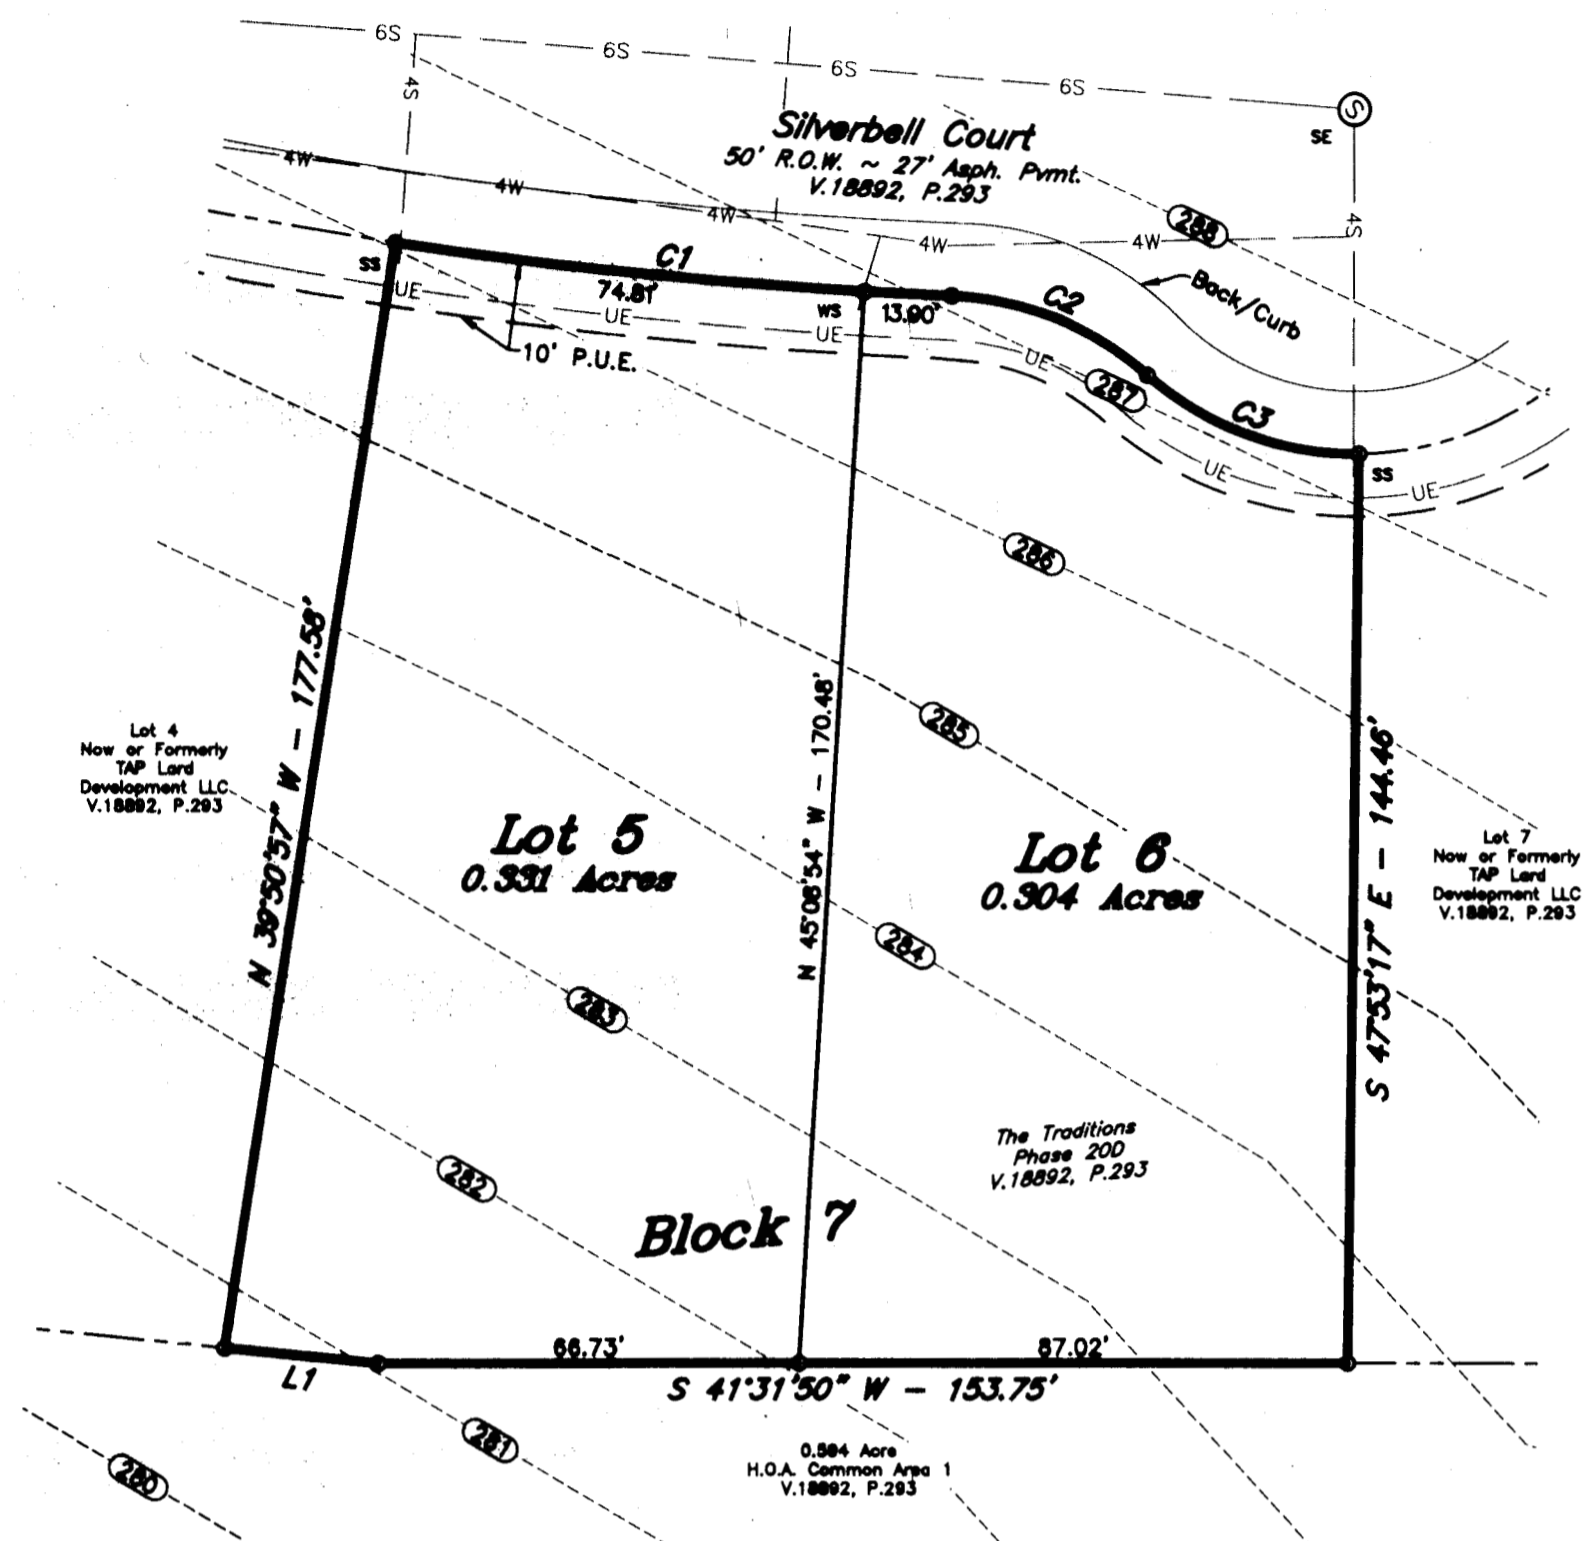 6S
6S
6S
6S
4S
S
SE
Silverbell Court
50' R.O.W. ~ 27' Asph. Pvmt.
V.18892, P.293
4W
4W
4W
4W
4W
4S
288
Back/Curb
SS
C1
74.81'
WS
13.90'
C2
C3
UE
UE
UE
UE
UE
UE
10' P.U.E.
287
SS
286
285
284
283
282
281
280
N 39°50'57" W - 177.58'
N 45°08'54" W - 170.48'
S 47°53'17" E - 144.46'
Lot 4
Now or Formerly
TAP Land
Development LLC
V.18892, P.293
Lot 5
0.331 Acres
Lot 6
0.304 Acres
Lot 7
Now or Formerly
TAP Land
Development LLC
V.18892, P.293
The Traditions
Phase 20D
V.18892, P.293
Block 7
66.73'
87.02'
L1
S 41°31'50" W - 153.75'
Acre
H.O.A. Common Area 1
V.18892, P.293